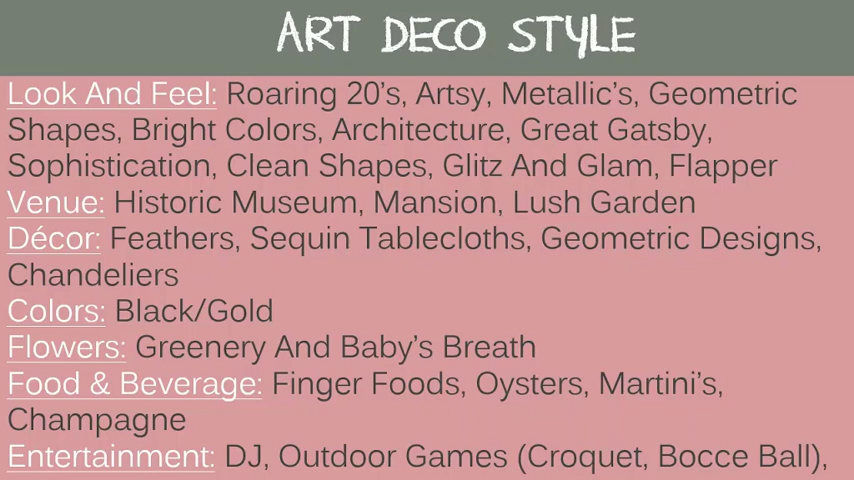 ART DECO STYLE
Look And Feel: Roaring 20's, Artsy, Metallic's, Geometric
Shapes, Bright Colors, Architecture, Great Gatsby,
Sophistication, Clean Shapes, Glitz And Glam, Flapper
Venue: Historic Museum, Mansion, Lush Garden
Décor: Feathers, Sequin Tablecloths, Geometric Designs,
Chandeliers
Colors: Black/Gold
Flowers: Greenery And Baby's Breath
Food & Beverage: Finger Foods, Oysters, Martini's,
Champagne
Entertainment: DJ, Outdoor Games (Croquet, Bocce Ball),